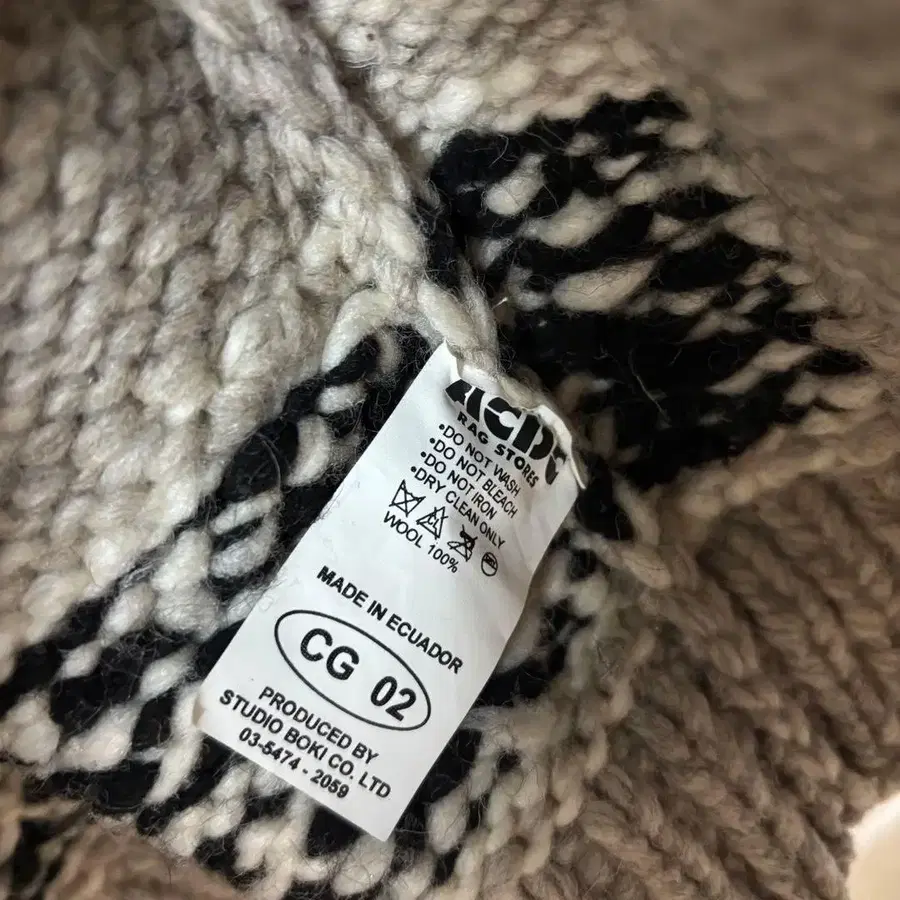 RAG STORES
•DO NOT WASH
•DO NOT BLEACH
•DO NOT IRON
•DRY CLEAN ONLY
WOOL 100%
MADE IN ECUADOR
CG 02
PRODUCED BY
STUDIO BOKI CO. LTD
03-5474 - 2059